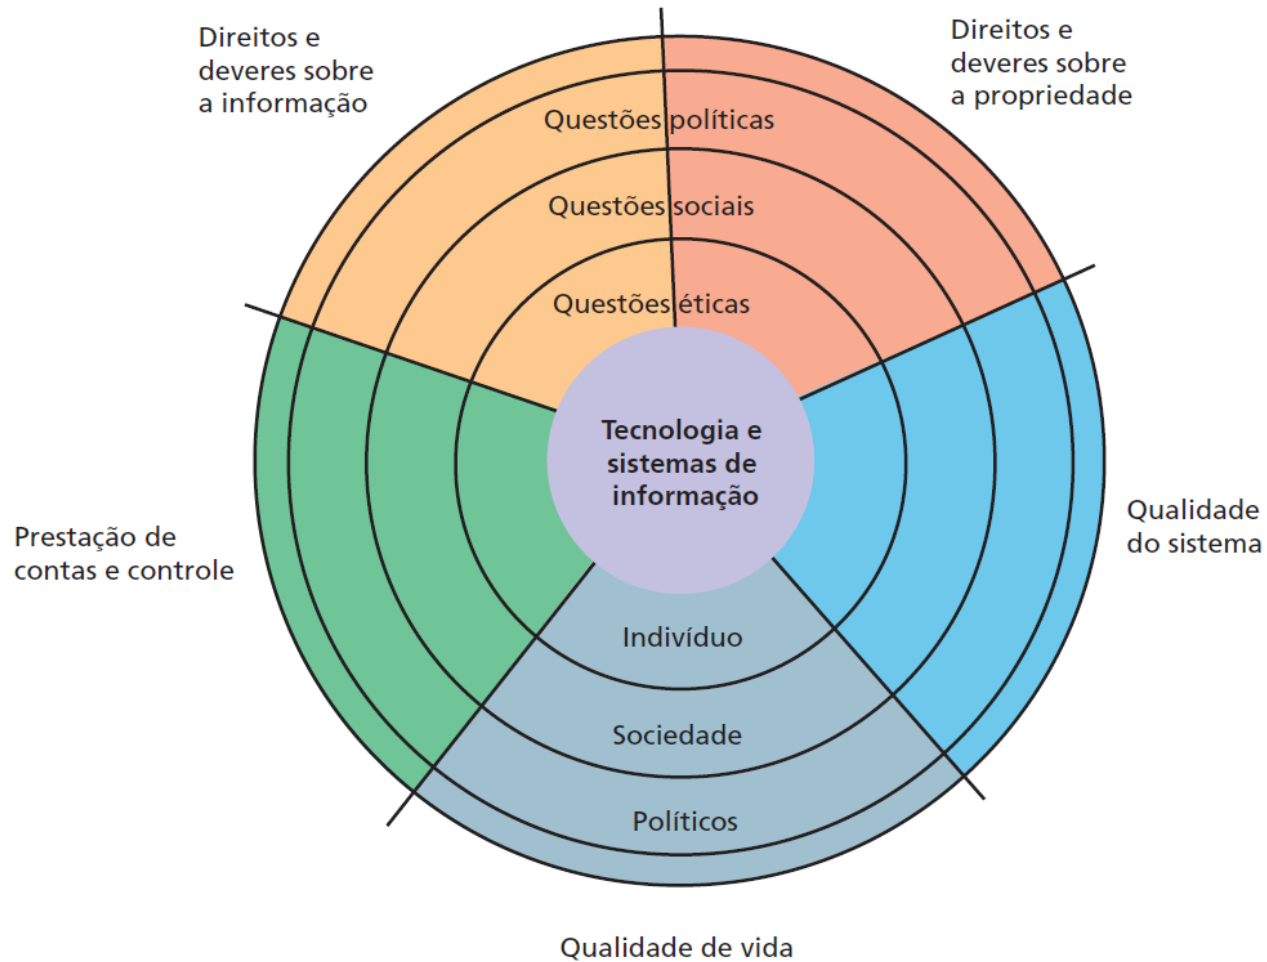 Direitos e
deveres sobre
a informação
Direitos e
deveres sobre
a propriedade
Questões políticas
Questões sociais
Questões éticas
Tecnologia e
sistemas de
informação
Prestação de
contas e controle
Qualidade
do sistema
Indivíduo
Sociedade
Políticos
Qualidade de vida